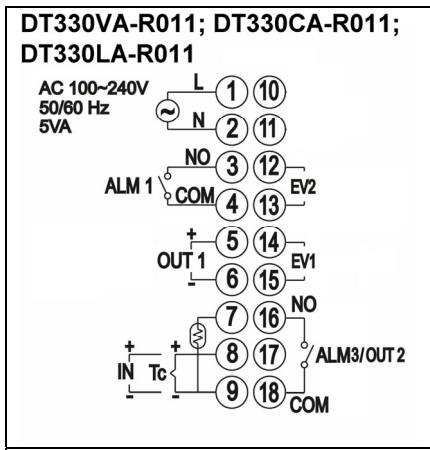 DT330VA-R011; DT330CA-R011;
DT330LA-R011
AC 100~240V
50/60 Hz
5VA
L
N
1 10
2 11
NO 3 12
ALM 1
COM 4 13
EV2
+ 5 14
OUT 1
EV1
- 6 15
7 16 NO
+ + 8 17
IN Tc
ALM3/OUT 2
- - 9 18 COM